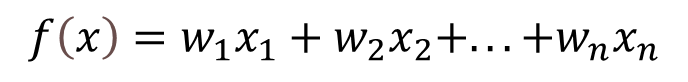 f(x) = w₁x₁ + w₂x₂+...+wₙxₙ